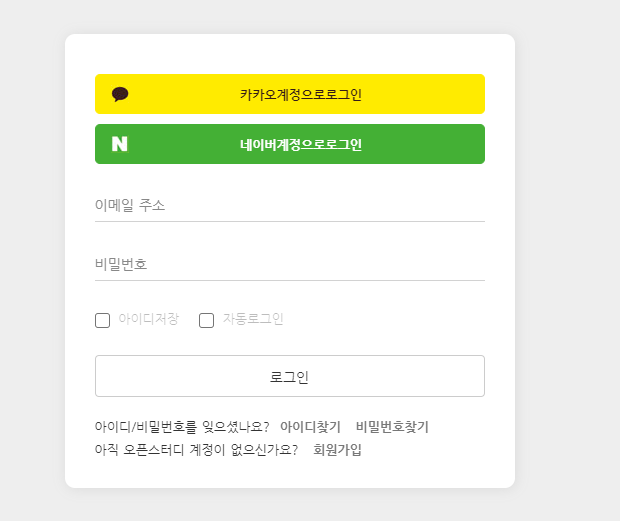 카카오계정으로로그인
N 네이버계정으로로그인
이메일 주소
비밀번호
아이디저장 자동로그인
로그인
아이디/비밀번호를 잊으셨나요? 아이디찾기 비밀번호찾기
아직 오픈스터디 계정이 없으신가요? 회원가입